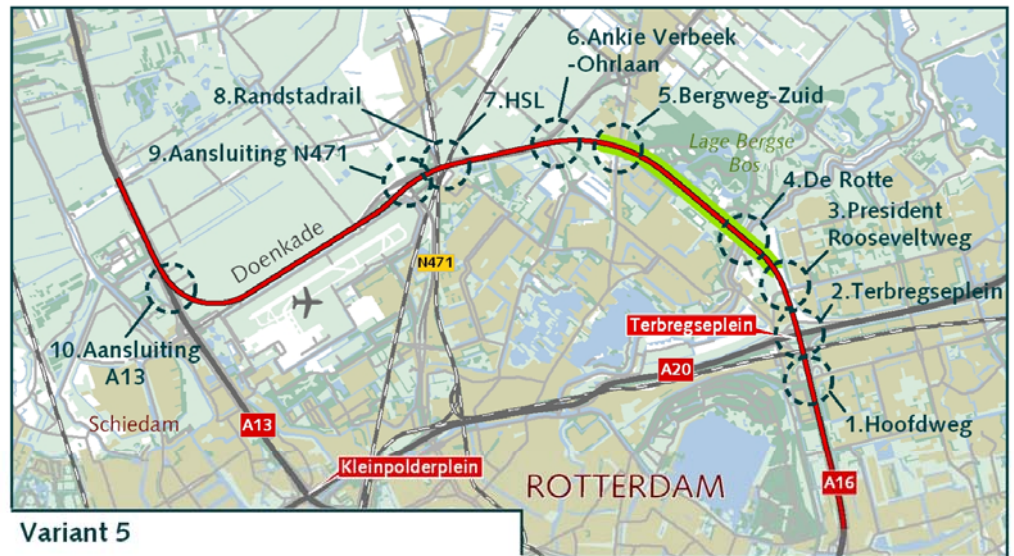 6.Ankie Verbeek
-Ohrlaan
8.Randstadrail
7.HSL
5.Bergweg-Zuid
9.Aansluiting N471
Lage Bergse
Bos
4.De Rotte
3.President
Rooseveltweg
Doenkade
N471
2.Terbregseplein
Terbregseplein
10.Aansluiting
A13
A20
Schiedam
A13
1.Hoofdweg
Kleinpolderplein
ROTTERDAM
A16
Variant 5